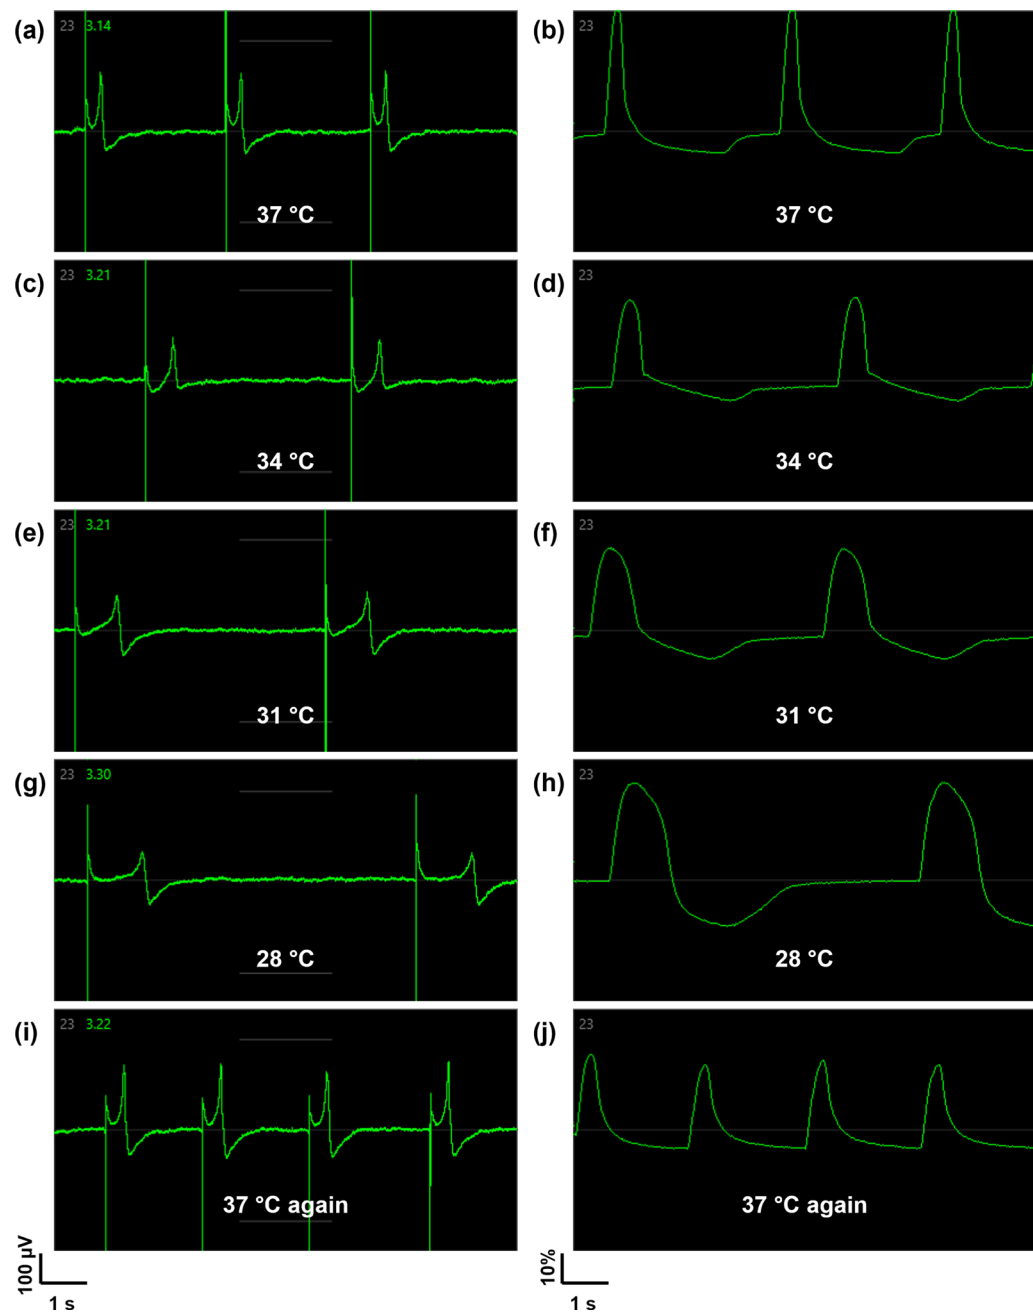 (a) 23 3.14 37 °C
(b) 23 37 °C
(c) 23 3.21 34 °C
(d) 23 34 °C
(e) 23 3.21 31 °C
(f) 23 31 °C
(g) 23 3.30 28 °C
(h) 23 28 °C
(i) 23 3.22 37 °C again
(j) 23 37 °C again
100 µV
1 s
10%
1 s